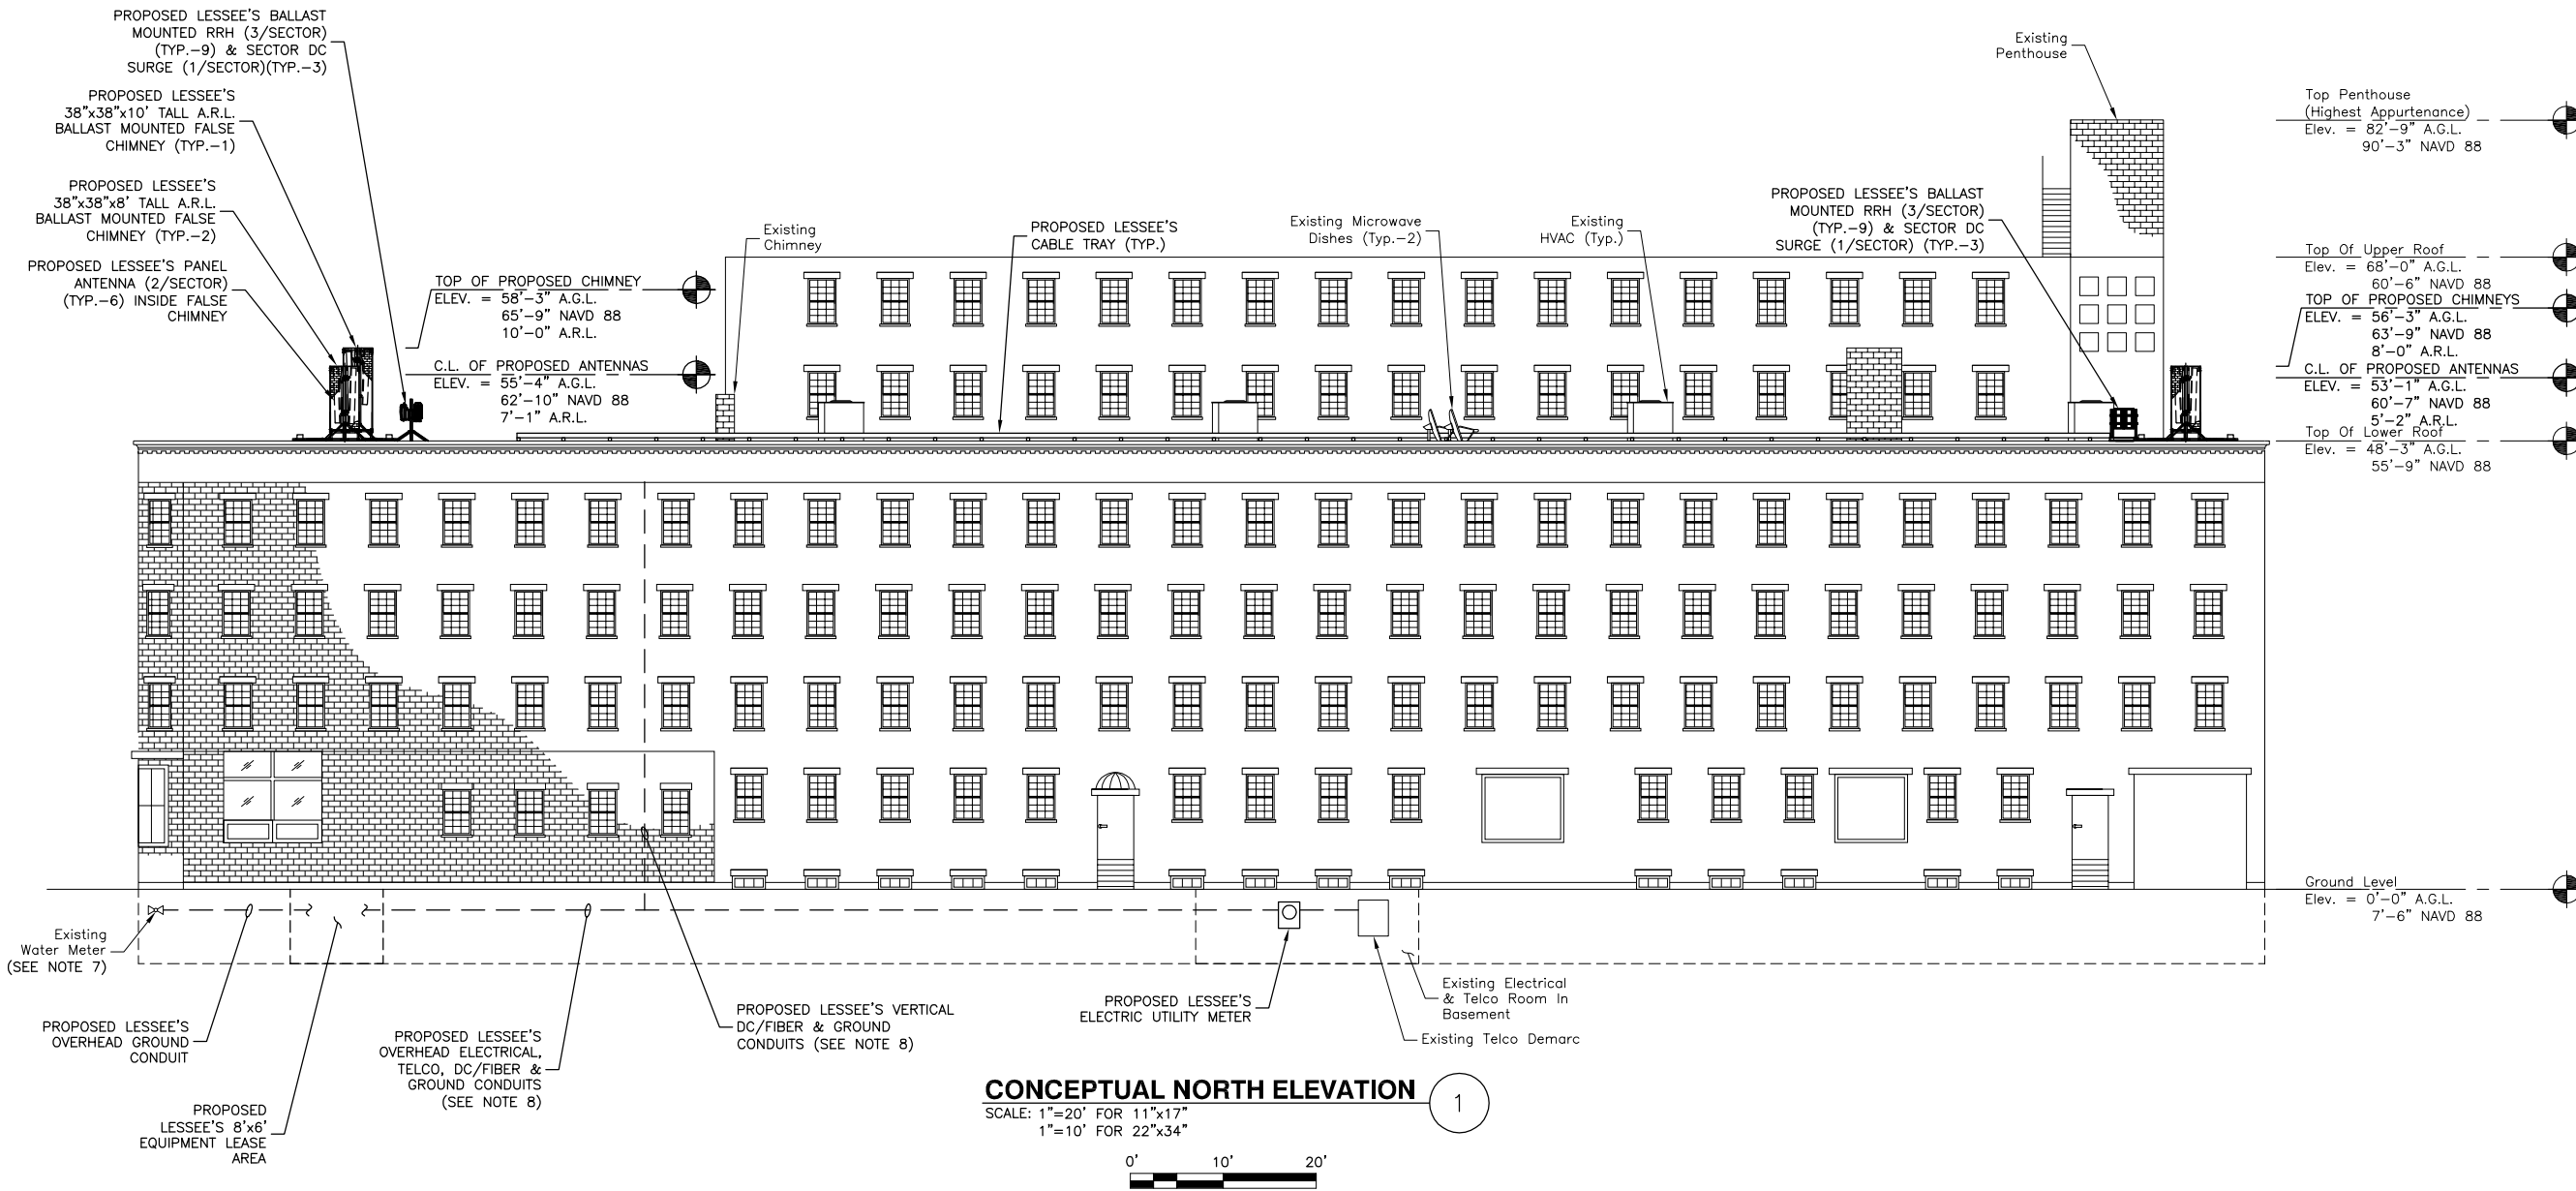 PROPOSED LESSEE'S BALLAST
MOUNTED RRH (3/SECTOR)
(TYP.-9) & SECTOR DC
SURGE (1/SECTOR)(TYP.-3)
PROPOSED LESSEE'S
38"x38"x10' TALL A.R.L.
BALLAST MOUNTED FALSE
CHIMNEY (TYP.-1)
PROPOSED LESSEE'S
38"x38"x8' TALL A.R.L.
BALLAST MOUNTED FALSE
CHIMNEY (TYP.-2)
PROPOSED LESSEE'S PANEL
ANTENNA (2/SECTOR)
(TYP.-6) INSIDE FALSE
CHIMNEY
TOP OF PROPOSED CHIMNEY
ELEV. = 58'-3" A.G.L.
65'-9" NAVD 88
10'-0" A.R.L.
C.L. OF PROPOSED ANTENNAS
ELEV. = 55'-4" A.G.L.
62'-10" NAVD 88
7'-1" A.R.L.
Existing
Chimney
PROPOSED LESSEE'S
CABLE TRAY (TYP.)
Existing Microwave
Dishes (Typ.-2)
Existing
HVAC (Typ.)
PROPOSED LESSEE'S BALLAST
MOUNTED RRH (3/SECTOR)
(TYP.-9) & SECTOR DC
SURGE (1/SECTOR) (TYP.-3)
Existing
Penthouse
Top Penthouse
(Highest Appurtenance)
Elev. = 82'-9" A.G.L.
90'-3" NAVD 88
Top Of Upper Roof
Elev. = 68'-0" A.G.L.
60'-6" NAVD 88
TOP OF PROPOSED CHIMNEYS
ELEV. = 56'-3" A.G.L.
63'-9" NAVD 88
8'-0" A.R.L.
C.L. OF PROPOSED ANTENNAS
ELEV. = 53'-1" A.G.L.
60'-7" NAVD 88
5'-2" A.R.L.
Top Of Lower Roof
Elev. = 48'-3" A.G.L.
55'-9" NAVD 88
Ground Level
Elev. = 0'-0" A.G.L.
7'-6" NAVD 88
Existing
Water Meter
(SEE NOTE 7)
PROPOSED LESSEE'S
OVERHEAD GROUND
CONDUIT
PROPOSED
LESSEE'S 8'x6'
EQUIPMENT LEASE
AREA
PROPOSED LESSEE'S
OVERHEAD ELECTRICAL,
TELCO, DC/FIBER &
GROUND CONDUITS
(SEE NOTE 8)
PROPOSED LESSEE'S VERTICAL
DC/FIBER & GROUND
CONDUITS (SEE NOTE 8)
PROPOSED LESSEE'S
ELECTRIC UTILITY METER
Existing Electrical
& Telco Room In
Basement
Existing Telco Demarc
CONCEPTUAL NORTH ELEVATION
1
SCALE: 1"=20' FOR 11"x17"
1"=10' FOR 22"x34"
0' 10' 20'